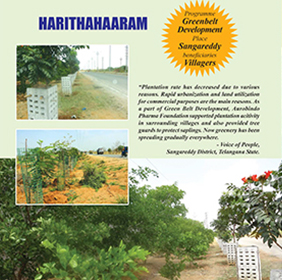 HARITHAHAARAM
Programme
Greenbelt
Development
Place
Sangareddy
beneficiaries
Villagers
"Plantation rate has decreased due to various
reasons. Rapid urbanization and land utilization
for commercial purposes are the main reasons. As
a part of Green Belt Development, Aurobindo
Pharma Foundation supported plantation acitivity
in surrounding villages and also provided tree
guards to protect saplings. Now greenery has been
spreading gradually everywhere.
- Voice of People,
Sangareddy District, Telangana State.